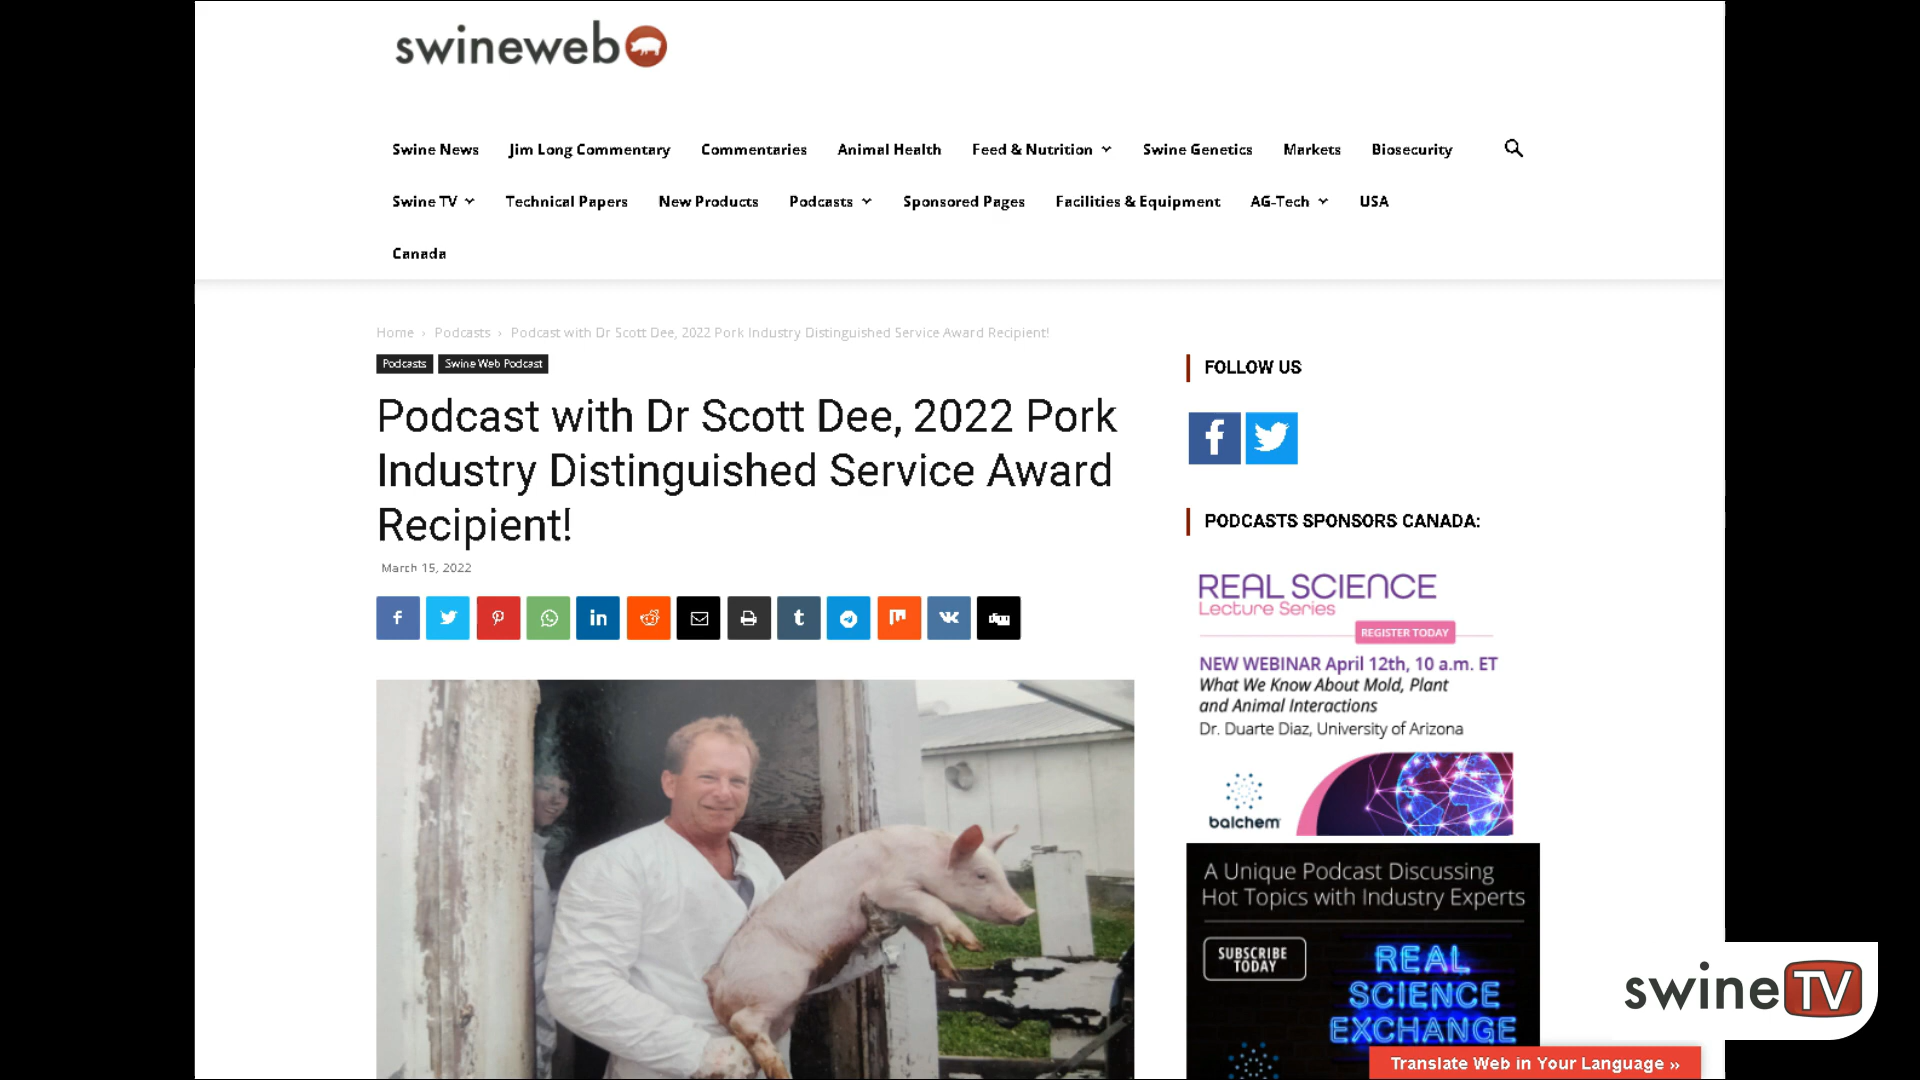 swineweb
Swine News Jim Long Commentary Commentaries Animal Health Feed & Nutrition Swine Genetics Markets Biosecurity
Swine TV Technical Papers New Products Podcasts Sponsored Pages Facilities & Equipment AG-Tech USA
Canada
Home › Podcasts › Podcast with Dr Scott Dee, 2022 Pork Industry Distinguished Service Award Recipient!
Podcasts Swine Web Podcast
Podcast with Dr Scott Dee, 2022 Pork
Industry Distinguished Service Award
Recipient!
March 15, 2022
FOLLOW US
PODCASTS SPONSORS CANADA:
REAL SCIENCE
Lecture Series
REGISTER TODAY
NEW WEBINAR April 12th, 10 a.m. ET
What We Know About Mold, Plant
and Animal Interactions
Dr. Duarte Diaz, University of Arizona
balchem
A Unique Podcast Discussing
Hot Topics with Industry Experts
SUBSCRIBE
TODAY
REAL
SCIENCE
EXCHANGE
Translate Web in Your Language »
swine TV